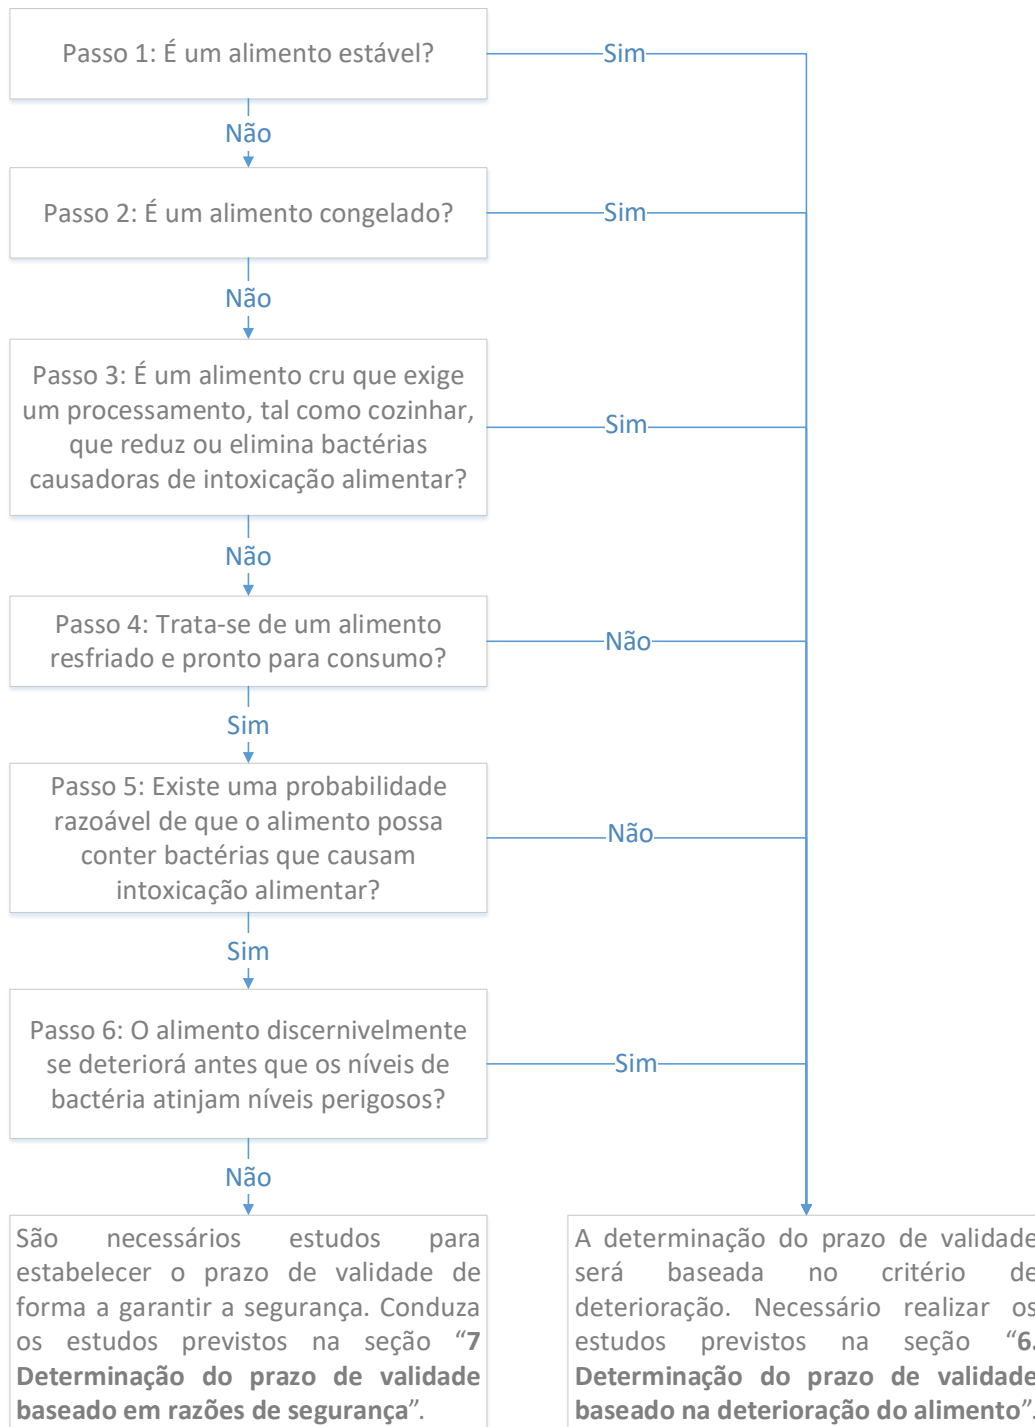 Passo 1: É um alimento estável?
Sim
Não
Passo 2: É um alimento congelado?
Sim
Não
Passo 3: É um alimento cru que exige
um processamento, tal como cozinhar,
que reduz ou elimina bactérias
causadoras de intoxicação alimentar?
Sim
Não
Passo 4: Trata-se de um alimento
resfriado e pronto para consumo?
Não
Sim
Passo 5: Existe uma probabilidade
razoável de que o alimento possa
conter bactérias que causam
intoxicação alimentar?
Não
Sim
Passo 6: O alimento discernivelmente
se deteriorá antes que os níveis de
bactéria atinjam níveis perigosos?
Sim
Não
São necessários estudos para
estabelecer o prazo de validade de
forma a garantir a segurança. Conduza
os estudos previstos na seção “7
Determinação do prazo de validade
baseado em razões de segurança”.
A determinação do prazo de validade
será baseada no critério de
deterioração. Necessário realizar os
estudos previstos na seção “6.
Determinação do prazo de validade
baseado na deterioração do alimento”